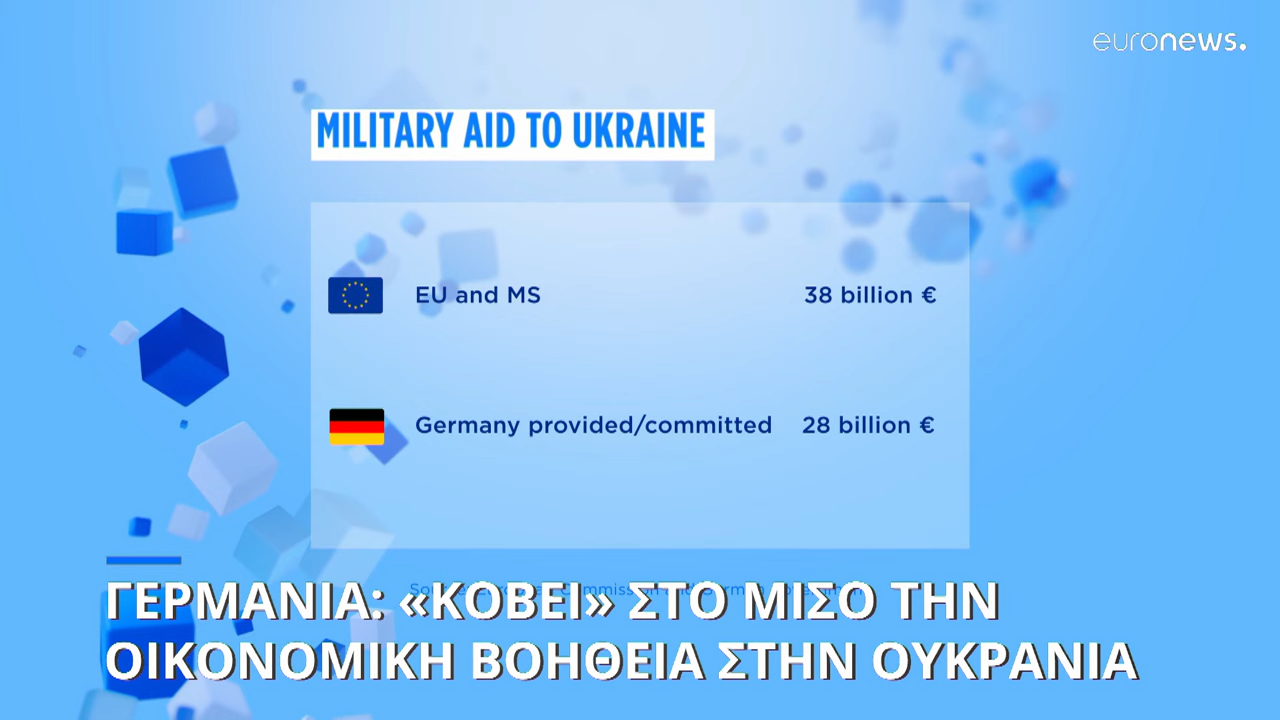 euronews.
MILITARY AID TO UKRAINE
EU and MS 38 billion €
Germany provided/committed 28 billion €
ΓΕΡΜΑΝΙΑ: «ΚΟΒΕΙ» ΣΤΟ ΜΙΣΟ ΤΗΝ
ΟΙΚΟΝΟΜΙΚΗ ΒΟΗΘΕΙΑ ΣΤΗΝ ΟΥΚΡΑΝΙΑ